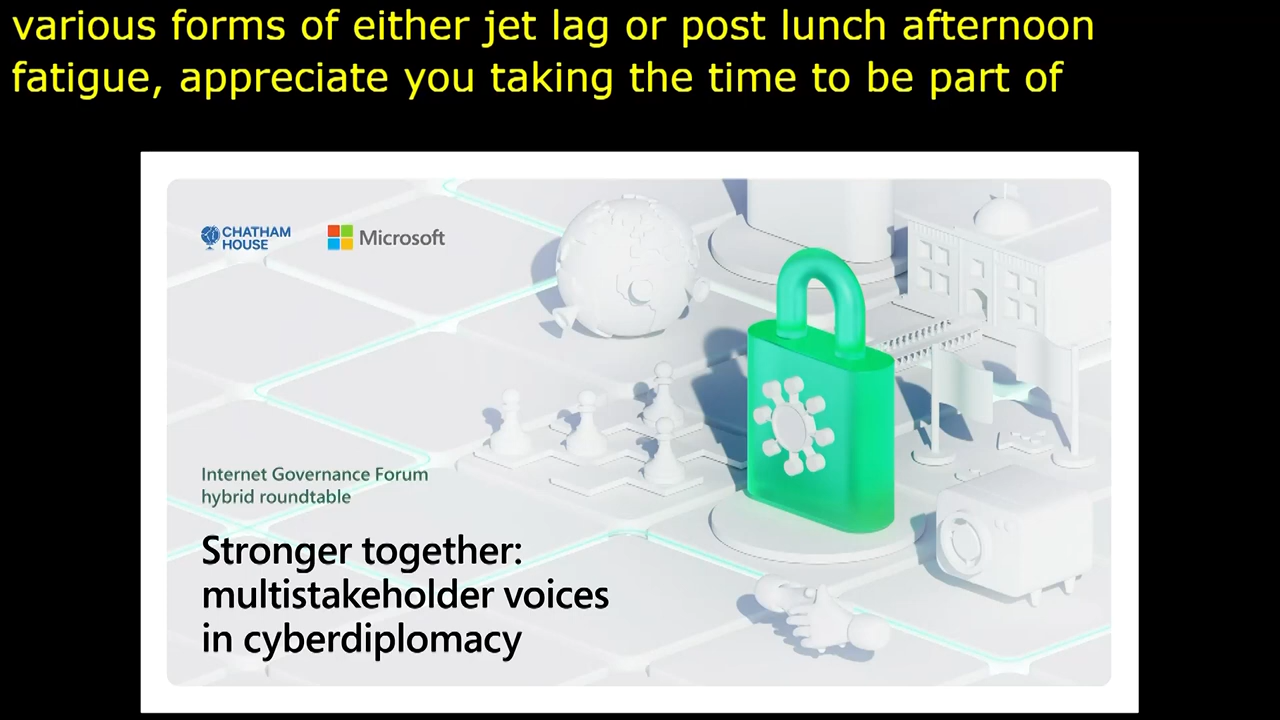 various forms of either jet lag or post lunch afternoon
fatigue, appreciate you taking the time to be part of
CHATHAM
HOUSE
Microsoft
Internet Governance Forum
hybrid roundtable
Stronger together:
multistakeholder voices
in cyberdiplomacy